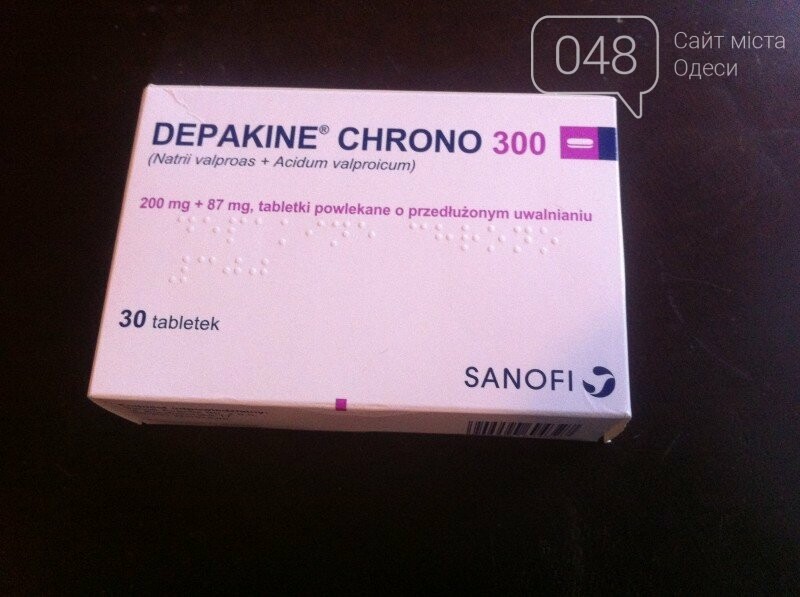 048
Сайт міста
Одеси
DEPAKINE® CHRONO 300
(Natrii valproas + Acidum valproicum)
200 mg + 87 mg, tabletki powlekane o przedłużonym uwalnianiu
30 tabletek
SANOFI